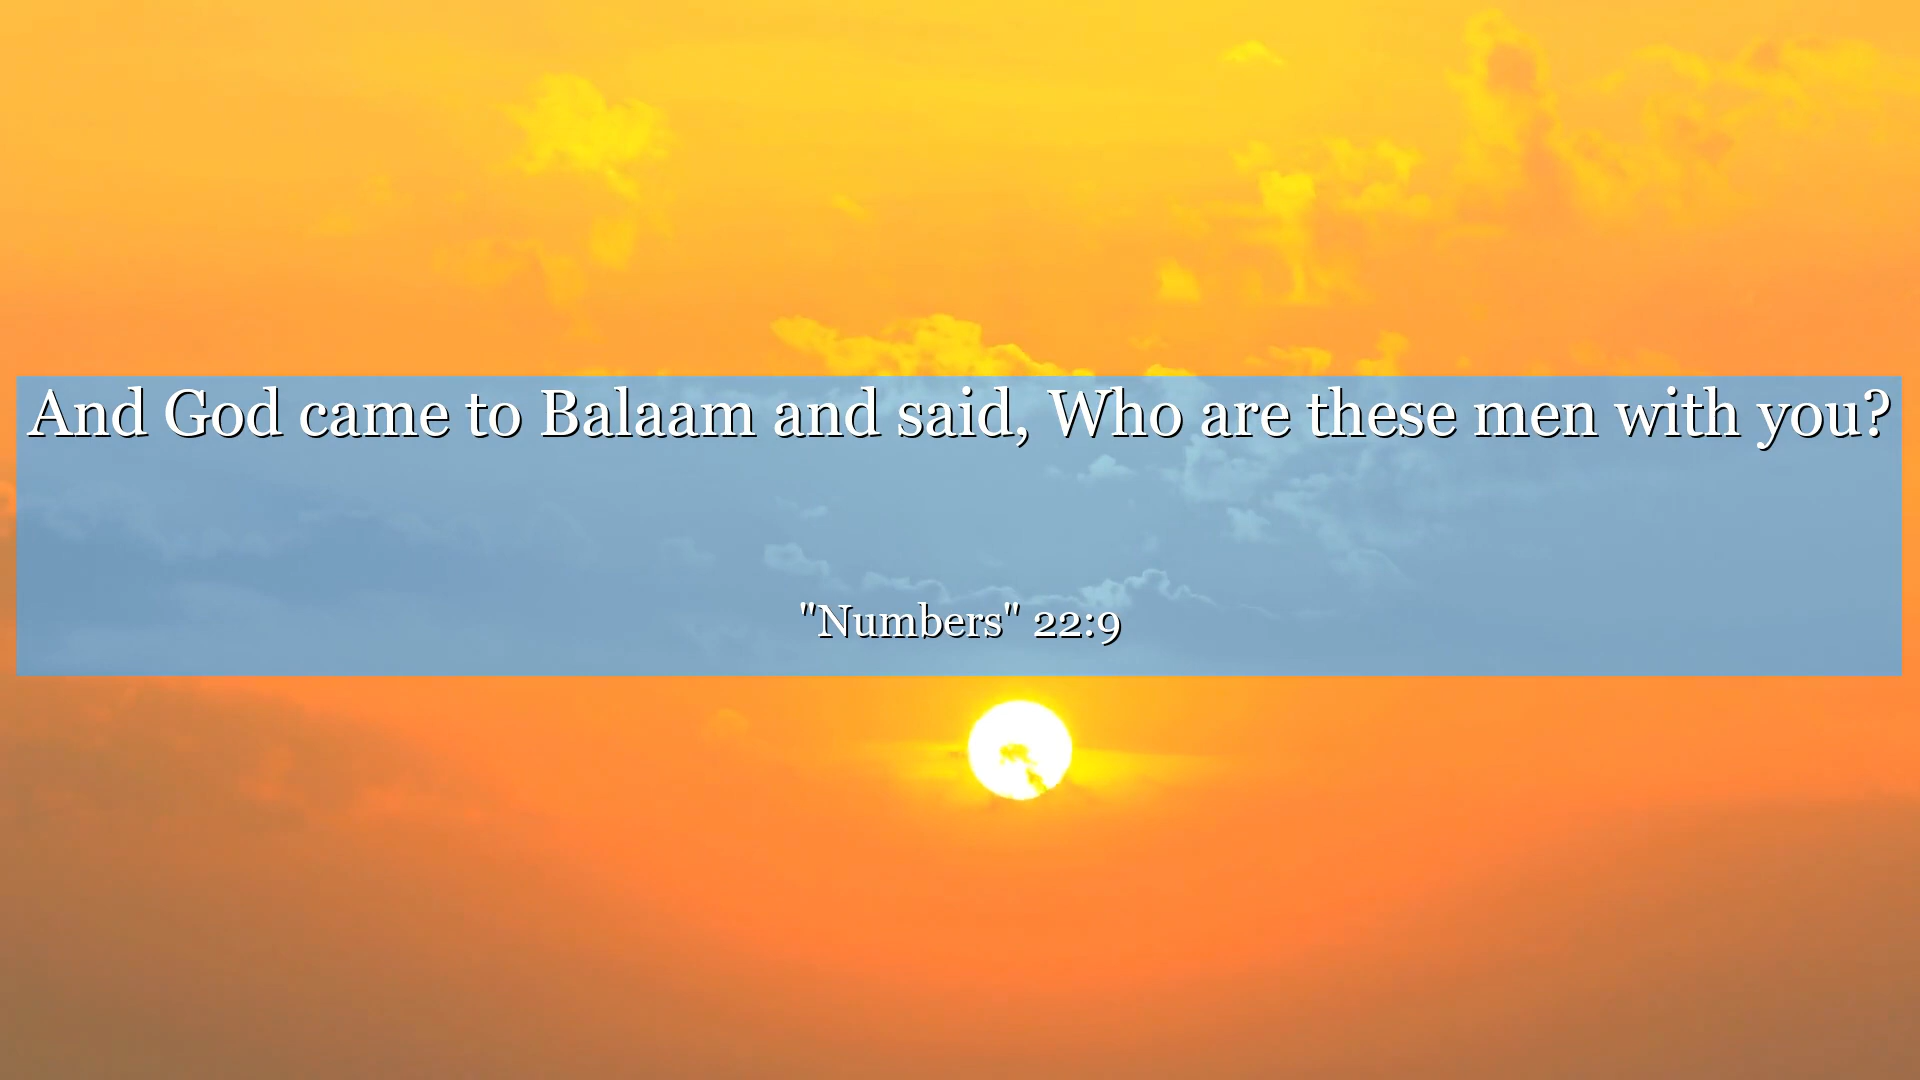 And God came to Balaam and said, Who are these men with you?
"Numbers" 22:9